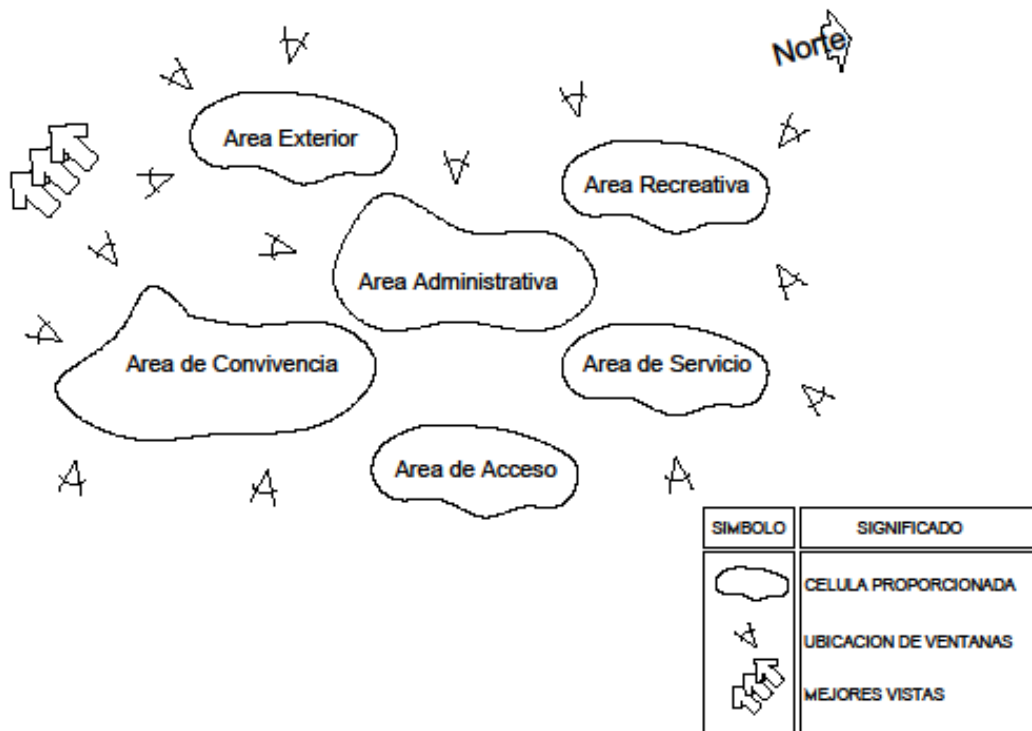 Norte
Area Exterior
Area Recreativa
Area Administrativa
Area de Convivencia
Area de Servicio
Area de Acceso
SIMBOLO SIGNIFICADO
CELULA PROPORCIONADA
UBICACION DE VENTANAS
MEJORES VISTAS